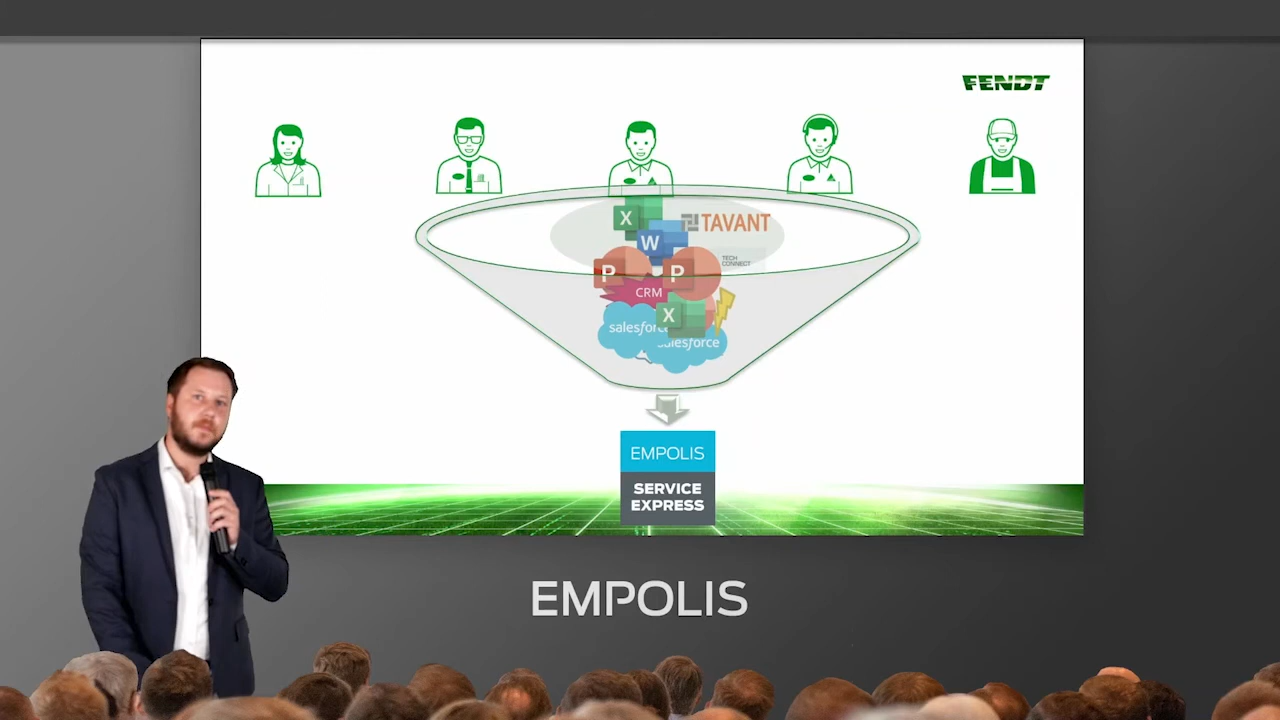 FENDT
X
TAVANT
W
TECH
CONNECT
P
P
CRM
X
salesforce
salesforce
EMPOLIS
SERVICE
EXPRESS
EMPOLIS